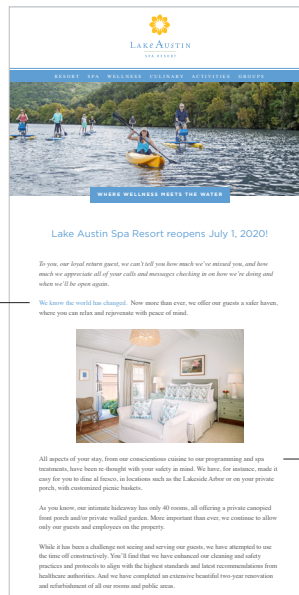 LAKE AUSTIN
SPA RESORT
RESORT SPA WELLNESS CULINARY ACTIVITIES GROUPS
WHERE WELLNESS MEETS THE WATER
Lake Austin Spa Resort reopens July 1, 2020!
To you, our loyal return guest, we can't tell you how much we've missed you, and how
much we appreciate all of your calls and messages checking in on how we're doing and
when we'll be open again.
We know the world has changed. Now more than ever, we offer our guests a safer haven,
where you can relax and rejuvenate with peace of mind.
All aspects of your stay, from our conscientious cuisine to our programming and spa
treatments, have been re-thought with your safety in mind. We have, for instance, made it
easy for you to dine al fresco, in locations such as the Lakeside Arbor or on your private
porch, with customized picnic baskets.
As you know, our intimate hideaway has only 40 rooms, all offering a private canopied
front porch and/or private walled garden. More important than ever, we continue to allow
only our guests and employees on the property.
While it has been a challenge not seeing and serving our guests, we have attempted to use
the time off constructively. You'll find that we have enhanced our cleaning and safety
practices and protocols to align with the highest standards and latest recommendations from
healthcare authorities. And we have completed an extensive beautiful two-year renovation
and refurbishment of all our rooms and public areas.